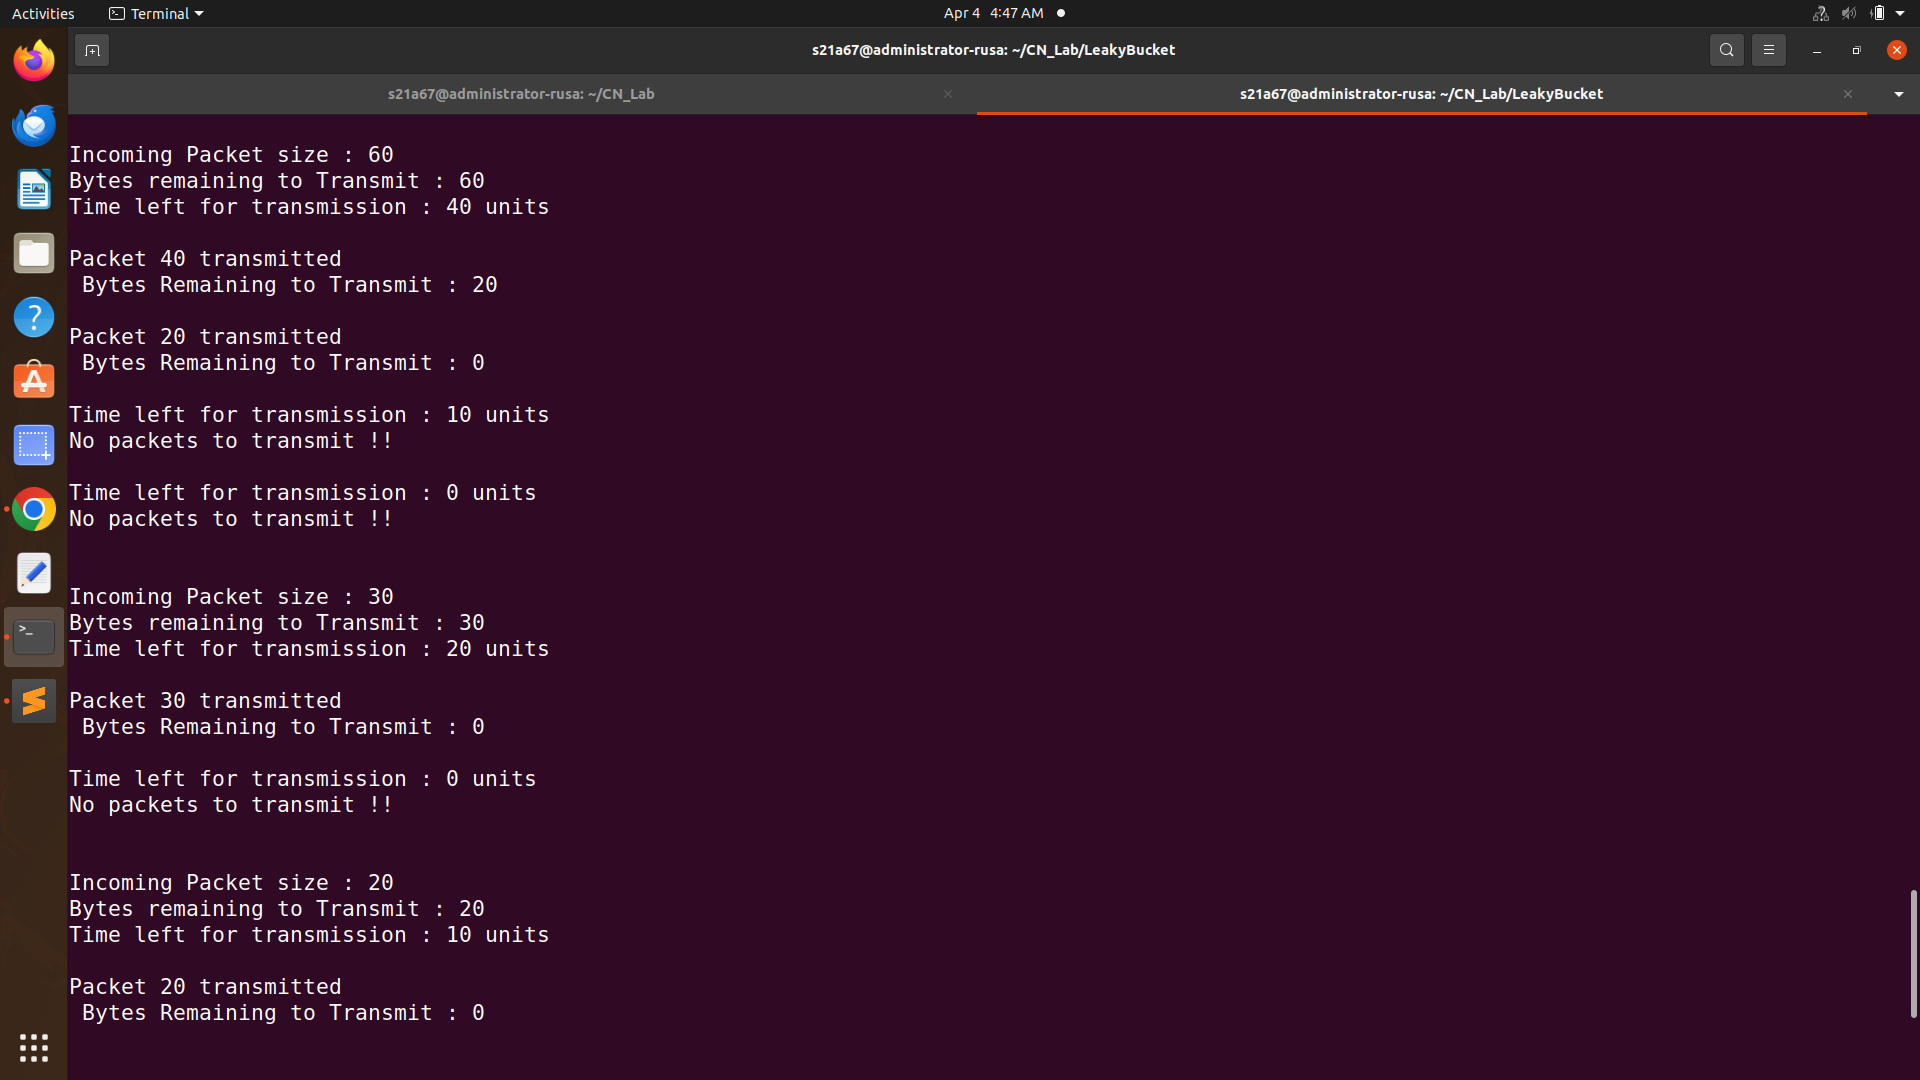 Activities
Terminal
Apr 4 4:47 AM
s21a67@administrator-rusa: ~/CN_Lab/LeakyBucket
s21a67@administrator-rusa: ~/CN_Lab
s21a67@administrator-rusa: ~/CN_Lab/LeakyBucket
Incoming Packet size : 60
Bytes remaining to Transmit : 60
Time left for transmission : 40 units
Packet 40 transmitted
Bytes Remaining to Transmit : 20
Packet 20 transmitted
Bytes Remaining to Transmit : 0
Time left for transmission : 10 units
No packets to transmit !!
Time left for transmission : 0 units
No packets to transmit !!
Incoming Packet size : 30
Bytes remaining to Transmit : 30
Time left for transmission : 20 units
Packet 30 transmitted
Bytes Remaining to Transmit : 0
Time left for transmission : 0 units
No packets to transmit !!
Incoming Packet size : 20
Bytes remaining to Transmit : 20
Time left for transmission : 10 units
Packet 20 transmitted
Bytes Remaining to Transmit : 0